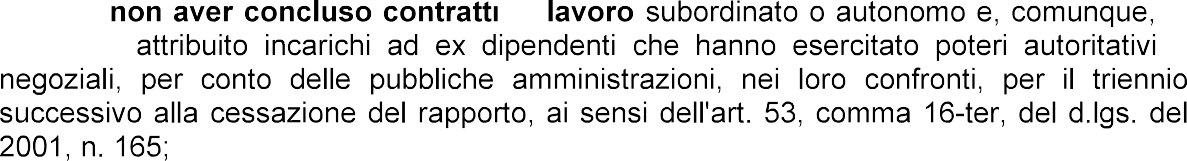 non aver concluso contratti lavoro subordinato o autonomo e, comunque,
attribuito incarichi ad ex dipendenti che hanno esercitato poteri autoritativi
negoziali, per conto delle pubbliche amministrazioni, nei loro confronti, per il triennio
successivo alla cessazione del rapporto, ai sensi dell'art. 53, comma 16-ter, del d.lgs. del
2001, n. 165;